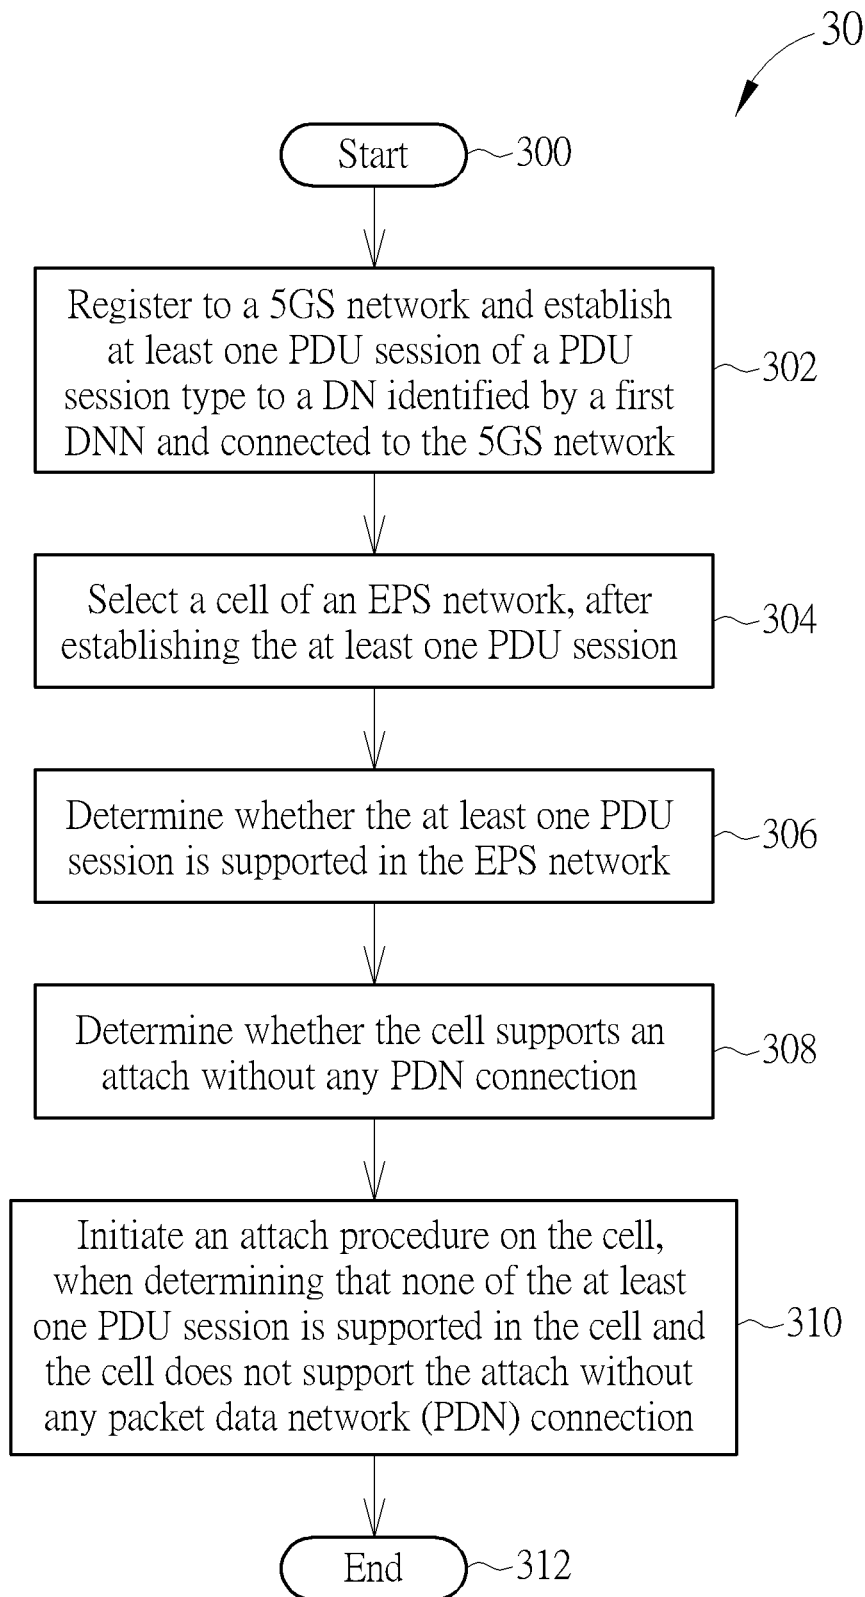 30
Start
300
Register to a 5GS network and establish
at least one PDU session of a PDU
session type to a DN identified by a first
DNN and connected to the 5GS network
302
Select a cell of an EPS network, after
establishing the at least one PDU session
304
Determine whether the at least one PDU
session is supported in the EPS network
306
Determine whether the cell supports an
attach without any PDN connection
308
Initiate an attach procedure on the cell,
when determining that none of the at least
one PDU session is supported in the cell and
the cell does not support the attach without
any packet data network (PDN) connection
310
End
312